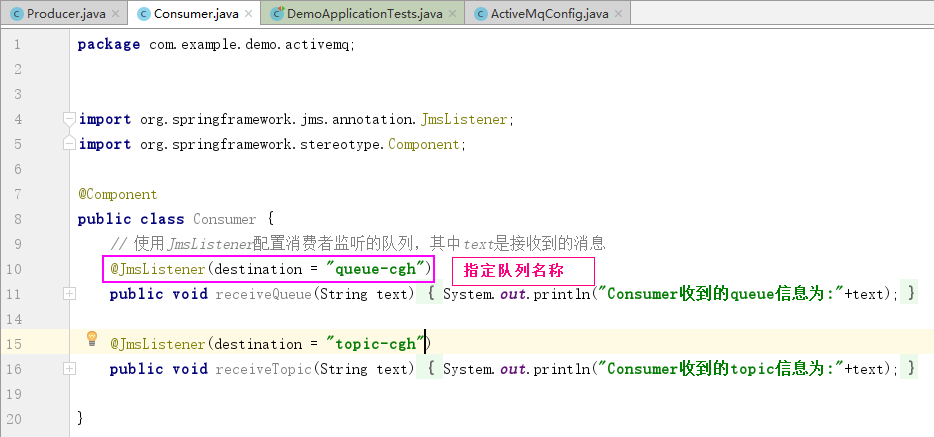 Producer.java Consumer.java DemoApplicationTests.java ActiveMqConfig.java
1 package com.example.demo.activemq;
2
3
4 import org.springframework.jms.annotation.JmsListener;
5 import org.springframework.stereotype.Component;
6
7 @Component
8 public class Consumer {
9 // 使用JmsListener配置消费者监听的队列，其中text是接收到的消息
10 @JmsListener(destination = "queue-cgh") 指定队列名称
11 public void receiveQueue(String text) { System.out.println("Consumer收到的queue信息为:"+text); }
14
15 @JmsListener(destination = "topic-cgh")
16 public void receiveTopic(String text) { System.out.println("Consumer收到的topic信息为:"+text); }
19
20 }